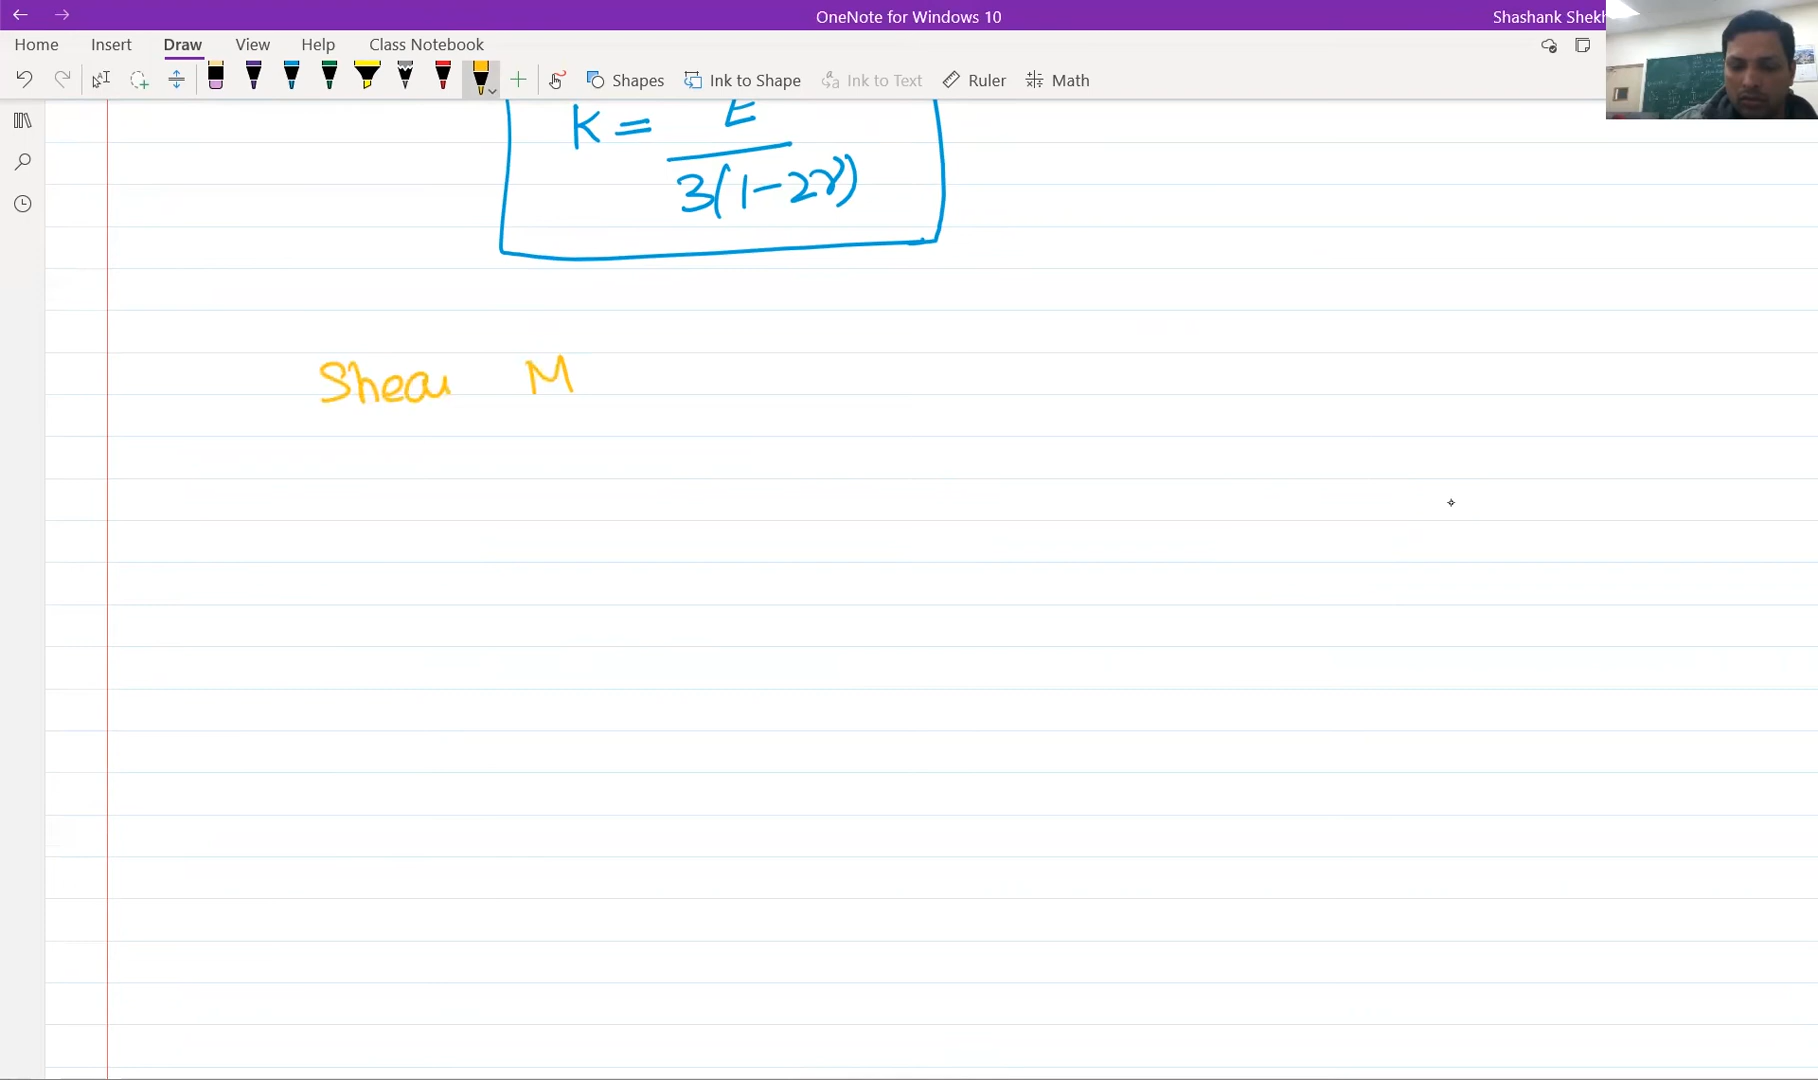 OneNote for Windows 10
Shashank Shekh
Home Insert Draw View Help Class Notebook
Shapes Ink to Shape Ink to Text Ruler Math
K = E
3(1-2ν)
Shear M